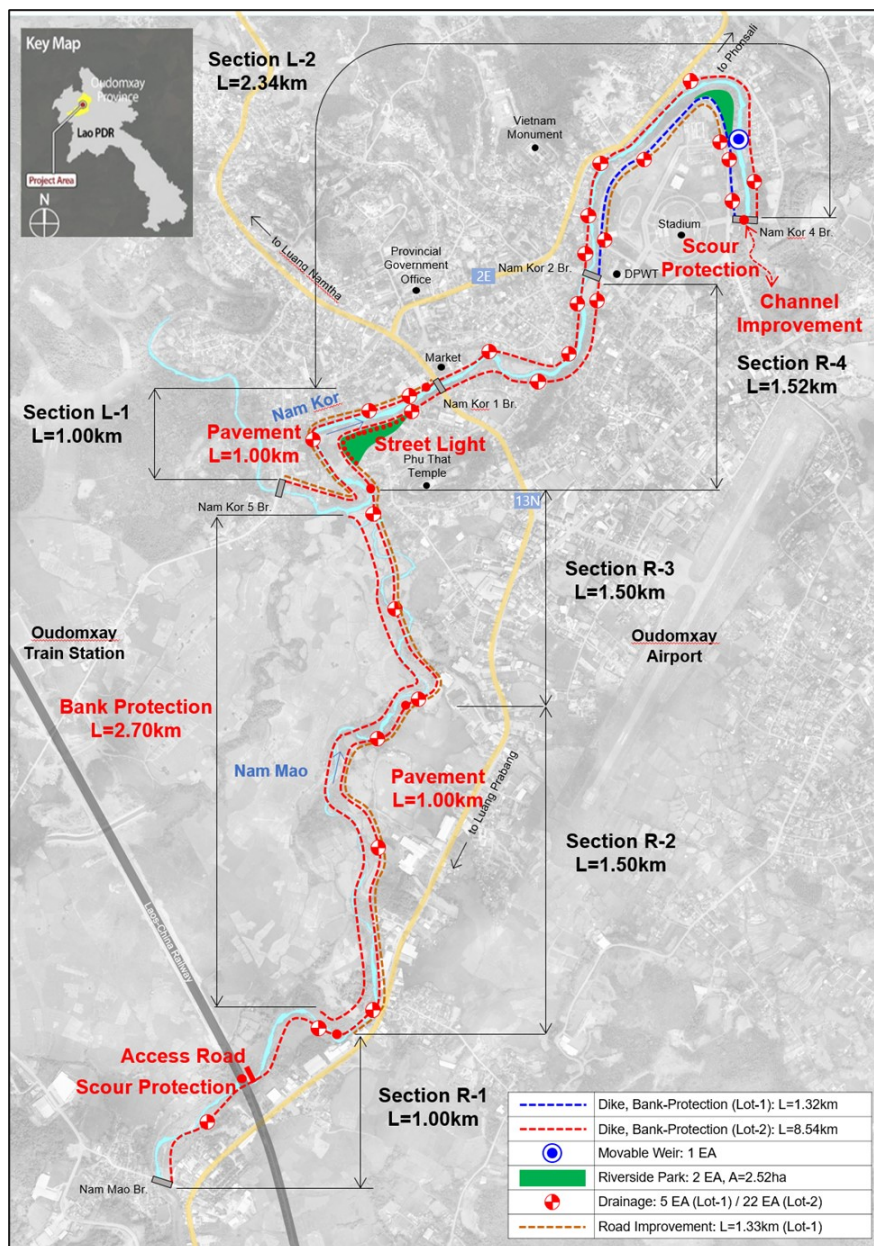 Key Map
Oudomxay
Province
Lao PDR
Project Area
N
Section L-2
L=2.34km
to Phonsali
Vietnam
Monument
to Luang Namtha
Provincial
Government
Office
2E
Nam Kor 2 Br.
DPWT
Stadium
Nam Kor 4 Br.
Scour
Protection
Channel
Improvement
Market
Nam Kor 1 Br.
Section R-4
L=1.52km
Section L-1
L=1.00km
Nam Kor
Pavement
L=1.00km
Street Light
Phu That
Temple
Nam Kor 5 Br.
13N
Section R-3
L=1.50km
Oudomxay
Train Station
Oudomxay
Airport
Bank Protection
L=2.70km
Nam Mao
Pavement
L=1.00km
to Luang Prabang
Section R-2
L=1.50km
Laos-China Railway
Access Road
Scour Protection
Section R-1
L=1.00km
Nam Mao Br.
Dike, Bank-Protection (Lot-1): L=1.32km
Dike, Bank-Protection (Lot-2): L=8.54km
Movable Weir: 1 EA
Riverside Park: 2 EA, A=2.52ha
Drainage: 5 EA (Lot-1) / 22 EA (Lot-2)
Road Improvement: L=1.33km (Lot-1)